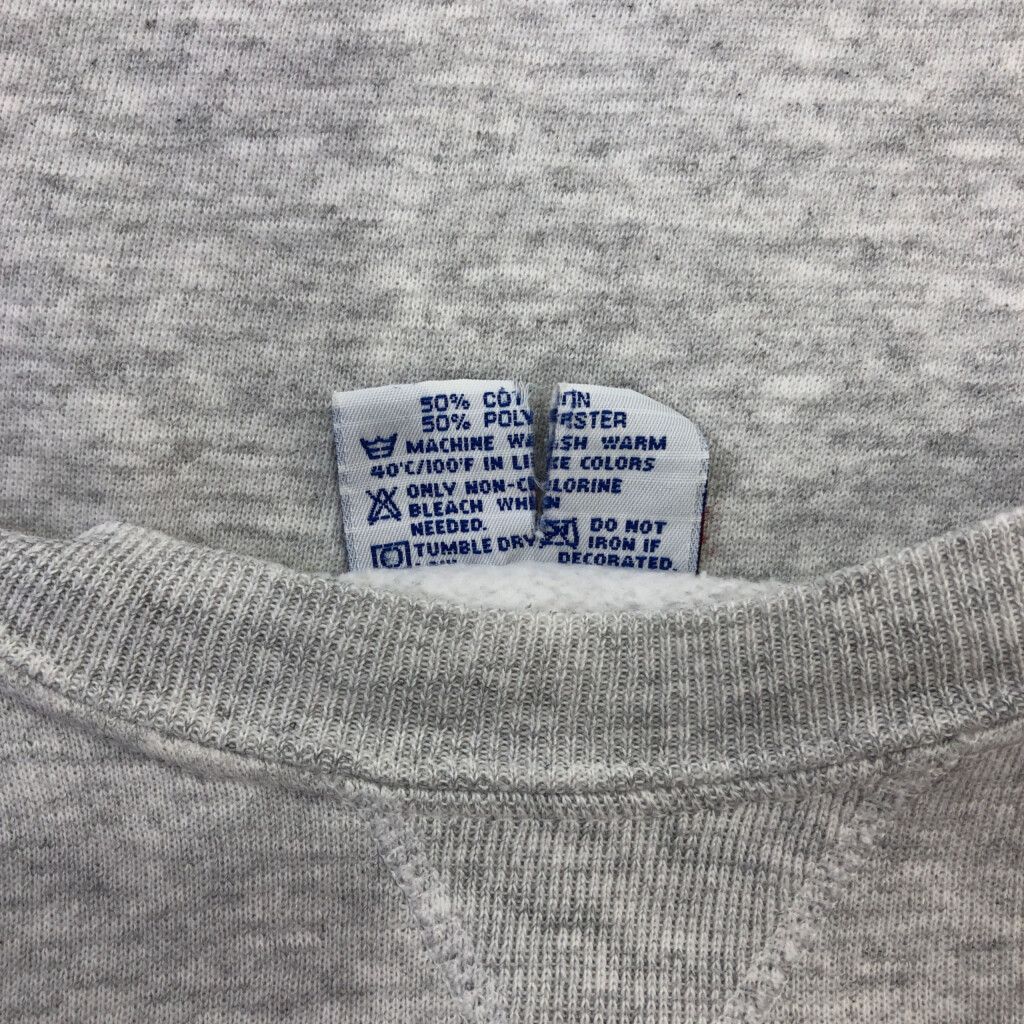 50% COTTON
50% POLYESTER
MACHINE WASH WARM
40°C/100°F IN LIKE COLORS
ONLY NON-CHLORINE
BLEACH WHEN
NEEDED.
TUMBLE DRY
DO NOT
IRON IF
DECORATED.